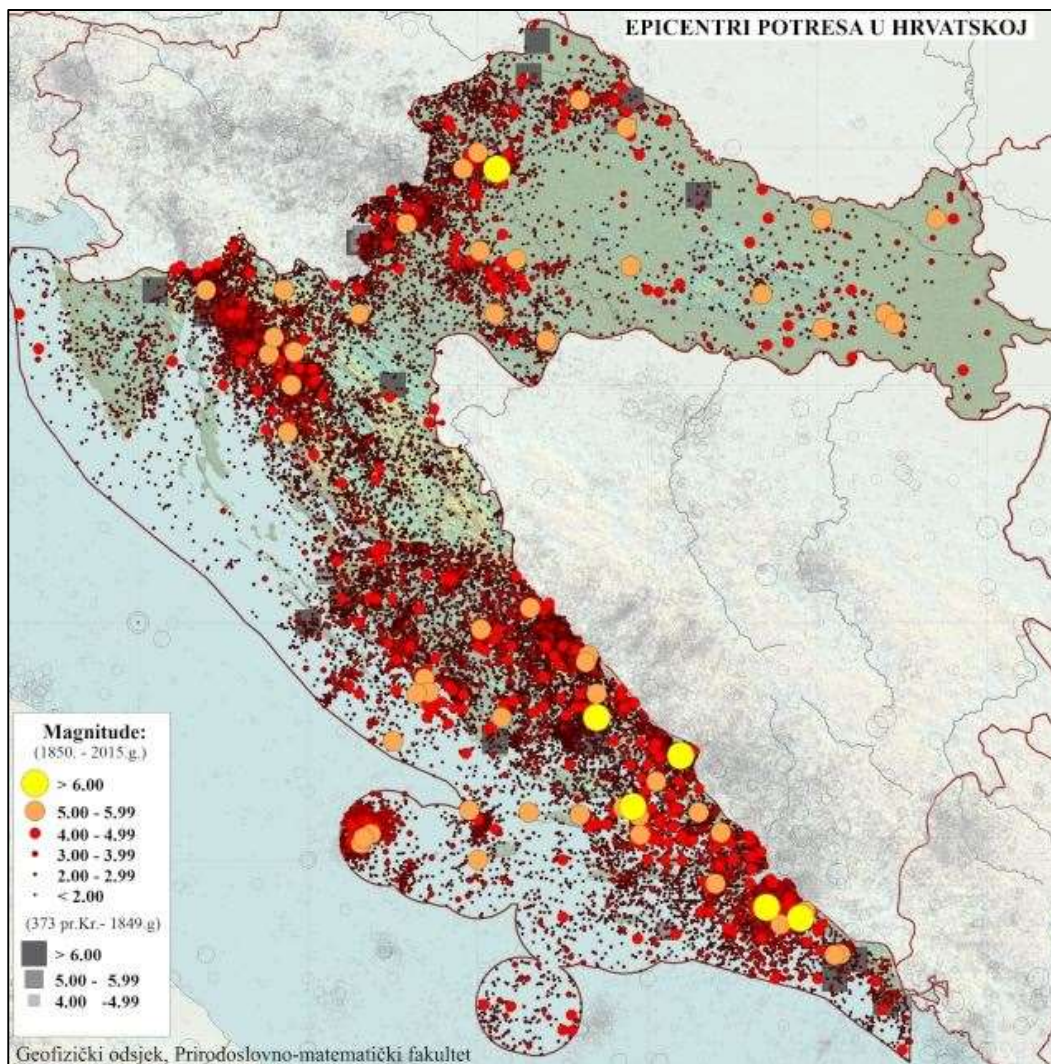 EPICENTRI POTRESA U HRVATSKOJ
Magnitude:
(1850. - 2015.g.)
> 6.00
5.00 - 5.99
4.00 - 4.99
3.00 - 3.99
2.00 - 2.99
< 2.00
(373 pr.Kr.- 1849.g)
> 6.00
5.00 - 5.99
4.00 -4.99
Geofizički odsjek, Prirodoslovno-matematički fakultet